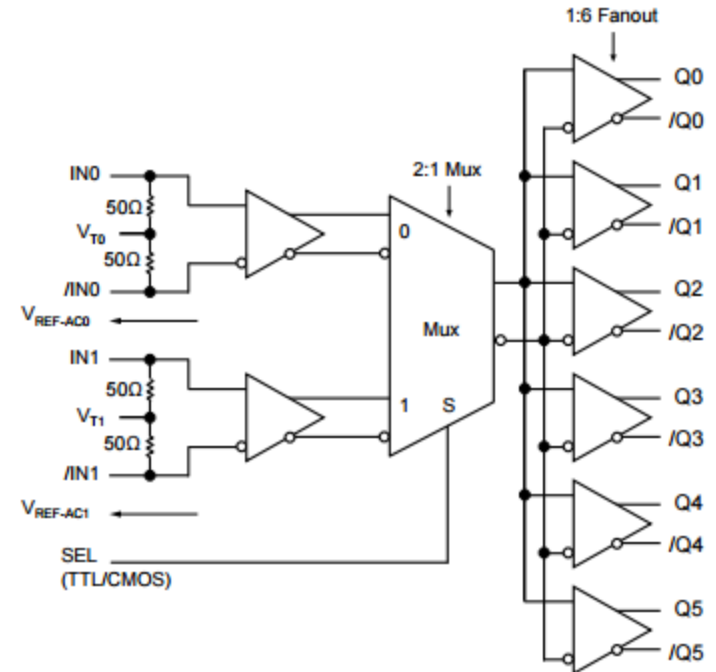 1:6 Fanout
Q0
/Q0
2:1 Mux
IN0
50Ω
VT0
50Ω
/IN0
VREF-AC0
0
Q1
/Q1
Q2
/Q2
Mux
IN1
50Ω
VT1
50Ω
/IN1
VREF-AC1
1 S
Q3
/Q3
Q4
/Q4
SEL
(TTL/CMOS)
Q5
/Q5